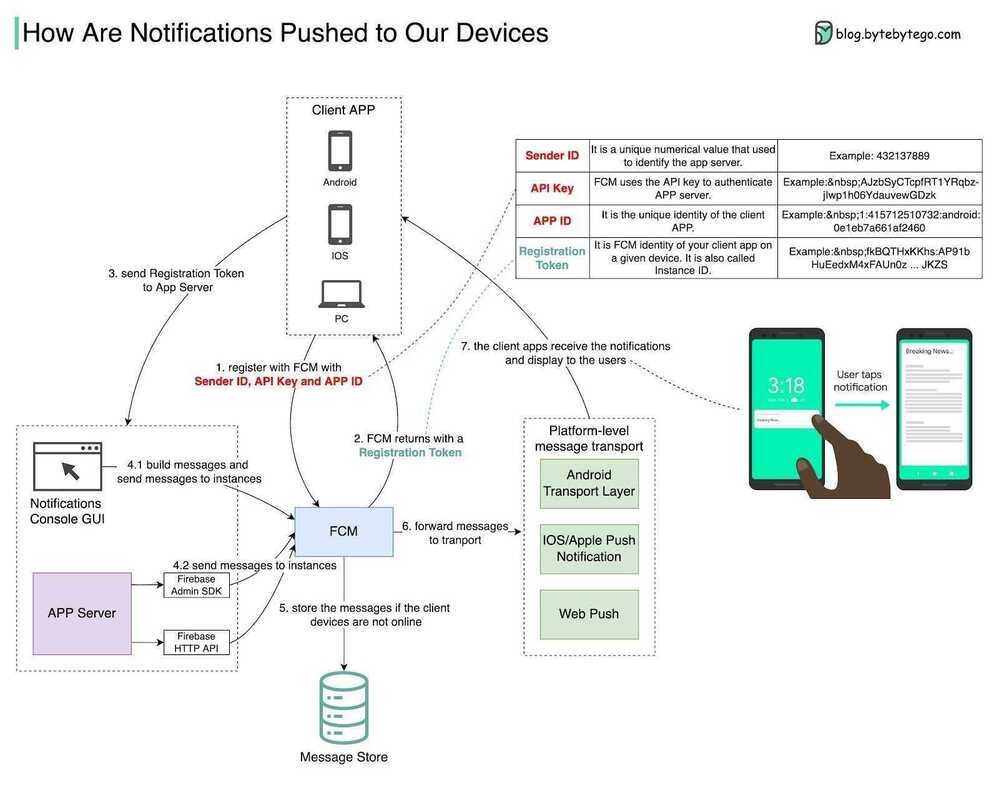 How Are Notifications Pushed to Our Devices
blog.bytebytego.com
Client APP
Android
IOS
PC
Sender ID
It is a unique numerical value that used
to identify the app server.
Example: 432137889
API Key
FCM uses the API key to authenticate
APP server.
Example:&nbsp;AJzbSyCTcpfRT1YRqbz-
jIwp1h06YdauvewGDzk
APP ID
It is the unique identity of the client
APP.
Example:&nbsp;1:415712510732:android:
0e1eb7a661af2460
Registration
Token
It is FCM identity of your client app on
a given device. It is also called
Instance ID.
Example:&nbsp;fkBQTHxKKhs:AP91b
HuEedxM4xFAUn0z ... JKZS
3. send Registration Token
to App Server
1. register with FCM with
Sender ID, API Key and APP ID
7. the client apps receive the notifications
and display to the users
2. FCM returns with a
Registration Token
3:18
Breaking News...
User taps
notification
Notifications
Console GUI
4.1 build messages and
send messages to instances
FCM
6. forward messages
to tranport
Platform-level
message transport
Android
Transport Layer
IOS/Apple Push
Notification
Web Push
4.2 send messages to instances
APP Server
Firebase
Admin SDK
Firebase
HTTP API
5. store the messages if the client
devices are not online
Message Store